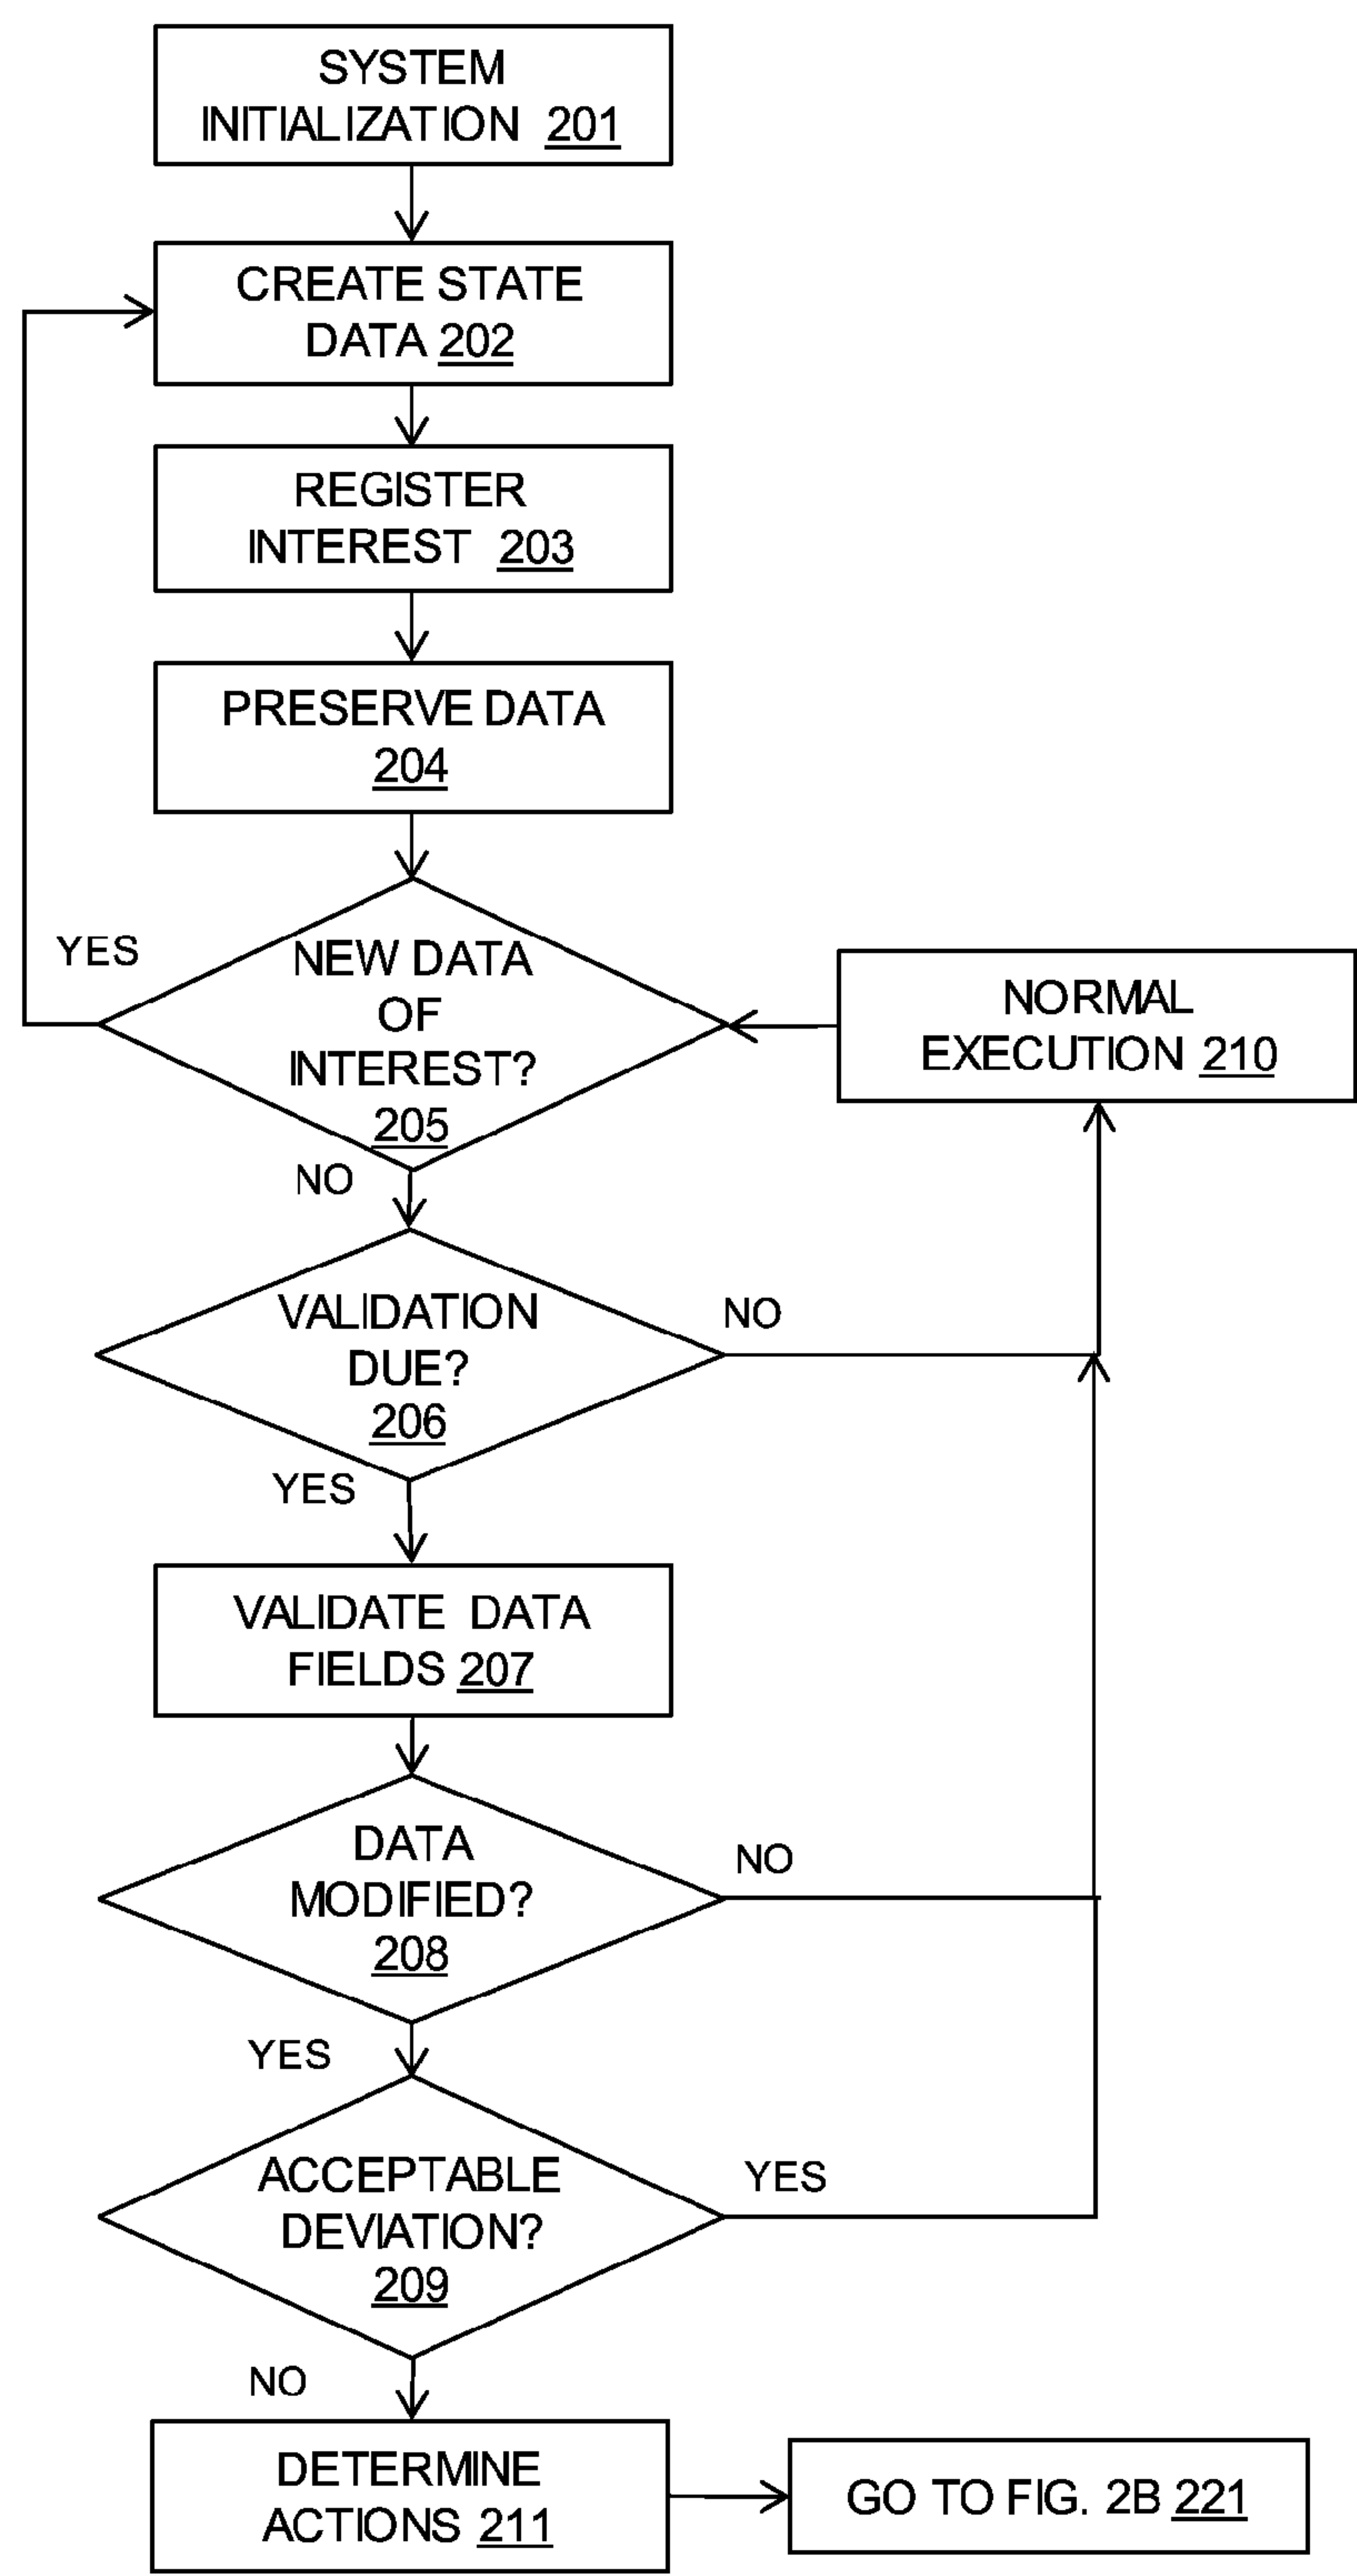 SYSTEM
INITIALIZATION 201
CREATE STATE
DATA 202
REGISTER
INTEREST 203
PRESERVE DATA
204
YES
NEW DATA
OF
INTEREST?
205
NORMAL
EXECUTION 210
NO
VALIDATION
DUE?
206
NO
YES
VALIDATE DATA
FIELDS 207
DATA
MODIFIED?
208
NO
YES
ACCEPTABLE
DEVIATION?
209
YES
NO
DETERMINE
ACTIONS 211
GO TO FIG. 2B 221